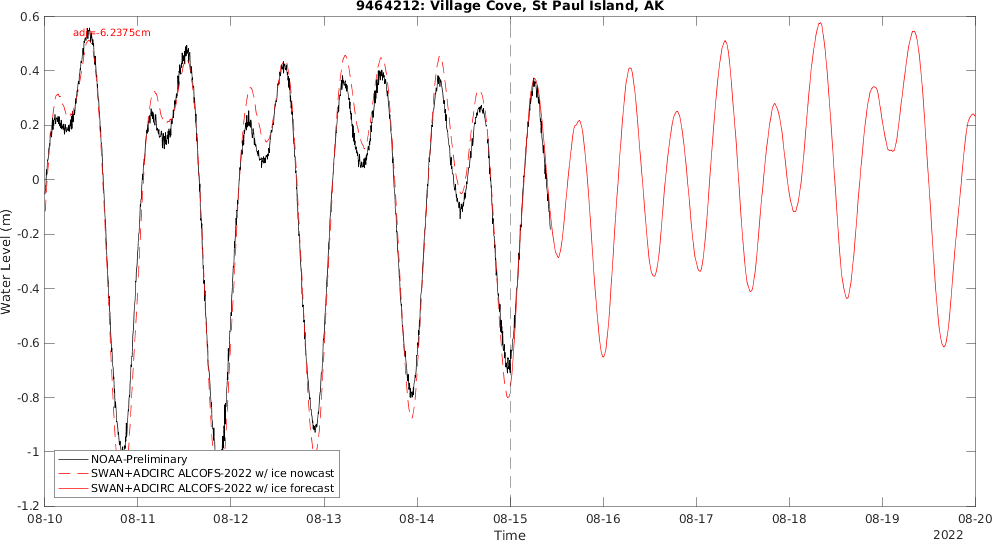 9464212: Village Cove, St Paul Island, AK
adj=-6.2375cm
0.6
0.4
0.2
0
-0.2
-0.4
-0.6
-0.8
-1
-1.2
Water Level (m)
NOAA-Preliminary
SWAN+ADCIRC ALCOFS-2022 w/ ice nowcast
SWAN+ADCIRC ALCOFS-2022 w/ ice forecast
08-10 08-11 08-12 08-13 08-14 08-15 08-16 08-17 08-18 08-19 08-20
Time
2022